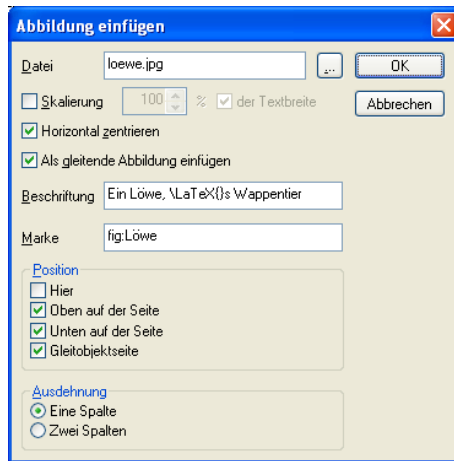 Abbildung einfügen
Datei loewe.jpg ... OK
Skalierung 100 % der Textbreite Abbrechen
Horizontal zentrieren
Als gleitende Abbildung einfügen
Beschriftung Ein Löwe, \LaTeX{}s Wappentier
Marke fig:Löwe
Position
Hier
Oben auf der Seite
Unten auf der Seite
Gleitobjektseite
Ausdehnung
Eine Spalte
Zwei Spalten